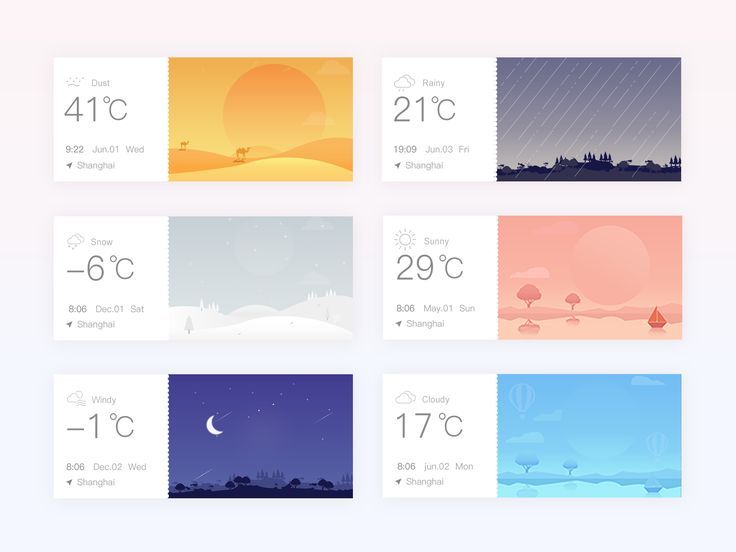 Dust
41℃
9:22 Jun.01 Wed
Shanghai
Rainy
21℃
19:09 Jun.03 Fri
Shanghai
Snow
–6℃
8:06 Dec.01 Sat
Shanghai
Sunny
29℃
8:06 May.01 Sun
Shanghai
Windy
–1℃
8:06 Dec.02 Wed
Shanghai
Cloudy
17℃
8:06 jun.02 Mon
Shanghai